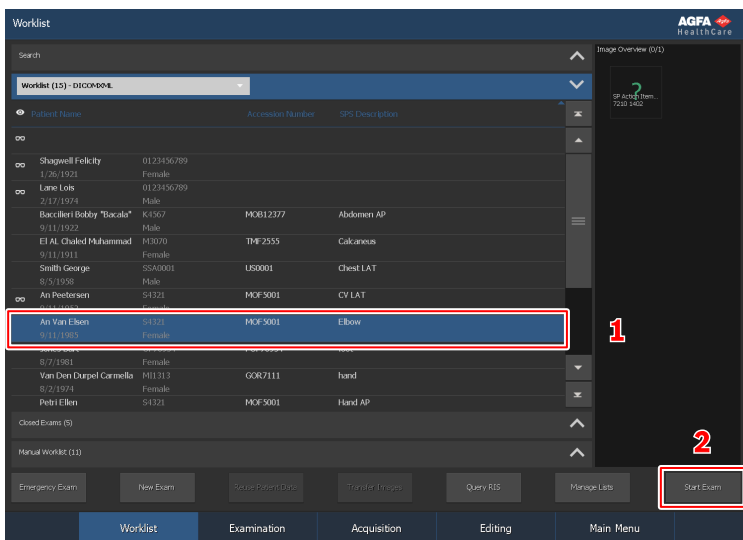 Worklist
AGFA
HealthCare
Search
Image Overview (0/1)
Worklist (15) - DICOMXML
?
SP Action Item...
7210 1402
Patient Name Accession Number SPS Description
Shagwell Felicity 0123456789
1/26/1921 Female
Lane Lois 0123456789
2/17/1974 Male
Baccilieri Bobby "Bacala" K4567 MOB12377 Abdomen AP
9/11/1922 Male
El AL Chaled Muhammad M3070 TMF2555 Calcaneus
9/11/1911 Female
Smith George SSA0001 US0001 Chest LAT
8/5/1958 Male
An Peetersen S4321 MOF5001 CV LAT
An Van Elsen S4321 MOF5001 Elbow
9/11/1985 Female
1
8/7/1981 Female
Van Den Durpel Carmella MI1313 GOR7111 hand
8/2/1974 Female
Petri Ellen S4321 MOF5001 Hand AP
Closed Exams (5)
Manual Worklist (11)
2
Emergency Exam New Exam Reuse Patient Data Transfer Images Query RIS Manage Lists Start Exam
Worklist Examination Acquisition Editing Main Menu